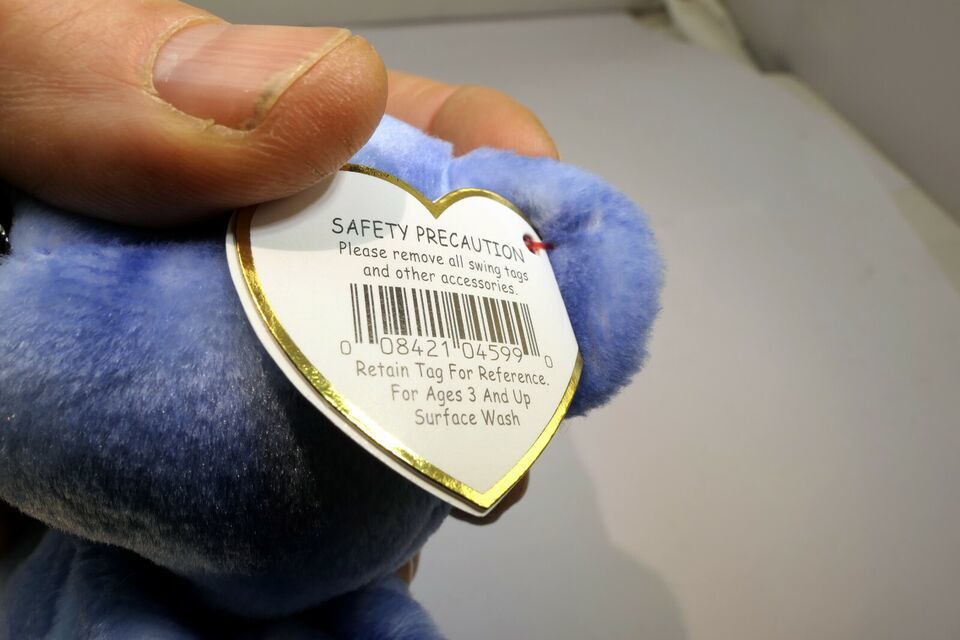 SAFETY PRECAUTION
Please remove all swing tags
and other accessories.
0 08421 04599 0
Retain Tag For Reference.
For Ages 3 And Up
Surface Wash